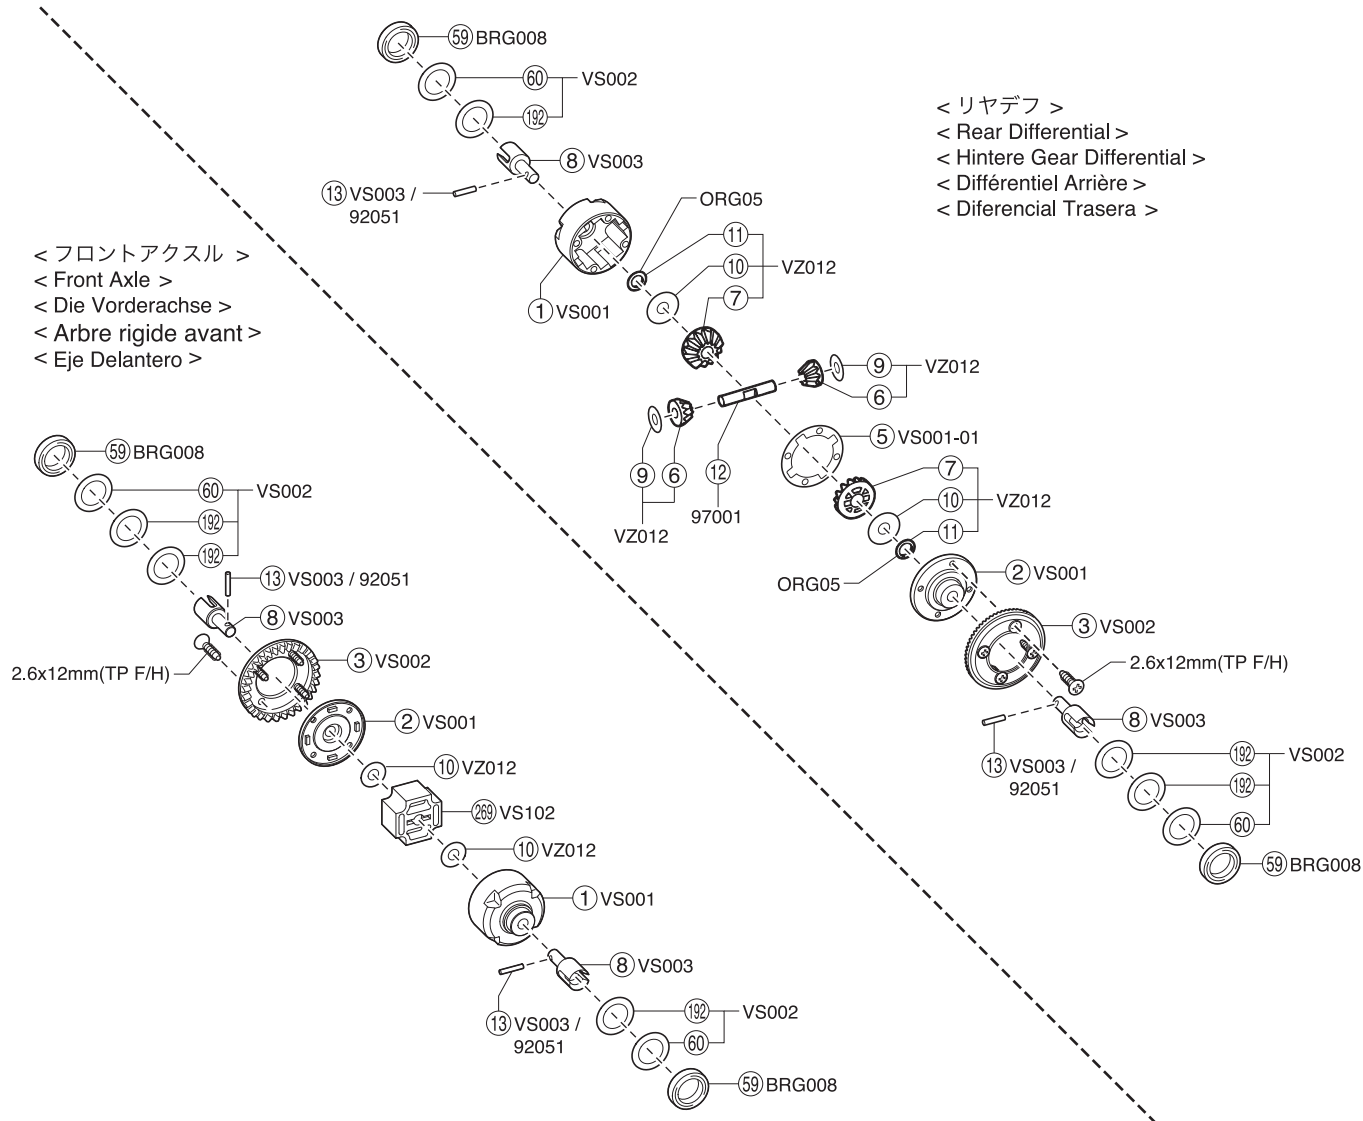 59 BRG008
60 VS002
192
8 VS003
13 VS003 /
92051
ORG05
11
10 VZ012
7
1 VS001
< リヤデフ >
< Rear Differential >
< Hintere Gear Differential >
< Différentiel Arrière >
< Diferencial Trasera >
9 VZ012
6
5 VS001-01
9 6 12
VZ012 97001
7
10 VZ012
11
ORG05
2 VS001
3 VS002
2.6x12mm(TP F/H)
8 VS003
13 VS003 /
92051
192 VS002
192
60
59 BRG008
< フロントアクスル >
< Front Axle >
< Die Vorderachse >
< Arbre rigide avant >
< Eje Delantero >
59 BRG008
60 VS002
192
192
13 VS003 / 92051
8 VS003
2.6x12mm(TP F/H)
3 VS002
2 VS001
10 VZ012
269 VS102
10 VZ012
1 VS001
8 VS003
13 VS003 /
92051
192 VS002
60
59 BRG008